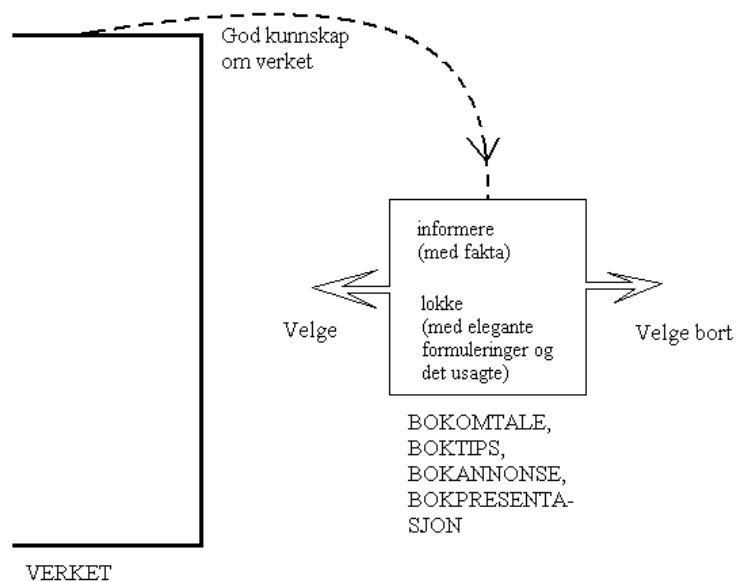 God kunnskap
om verket
informere
(med fakta)
lokke
(med elegante
formuleringer og
det usagte)
Velge
Velge bort
BOKOMTALE,
BOKTIPS,
BOKANNONSE,
BOKPRESENTA-
SJON
VERKET